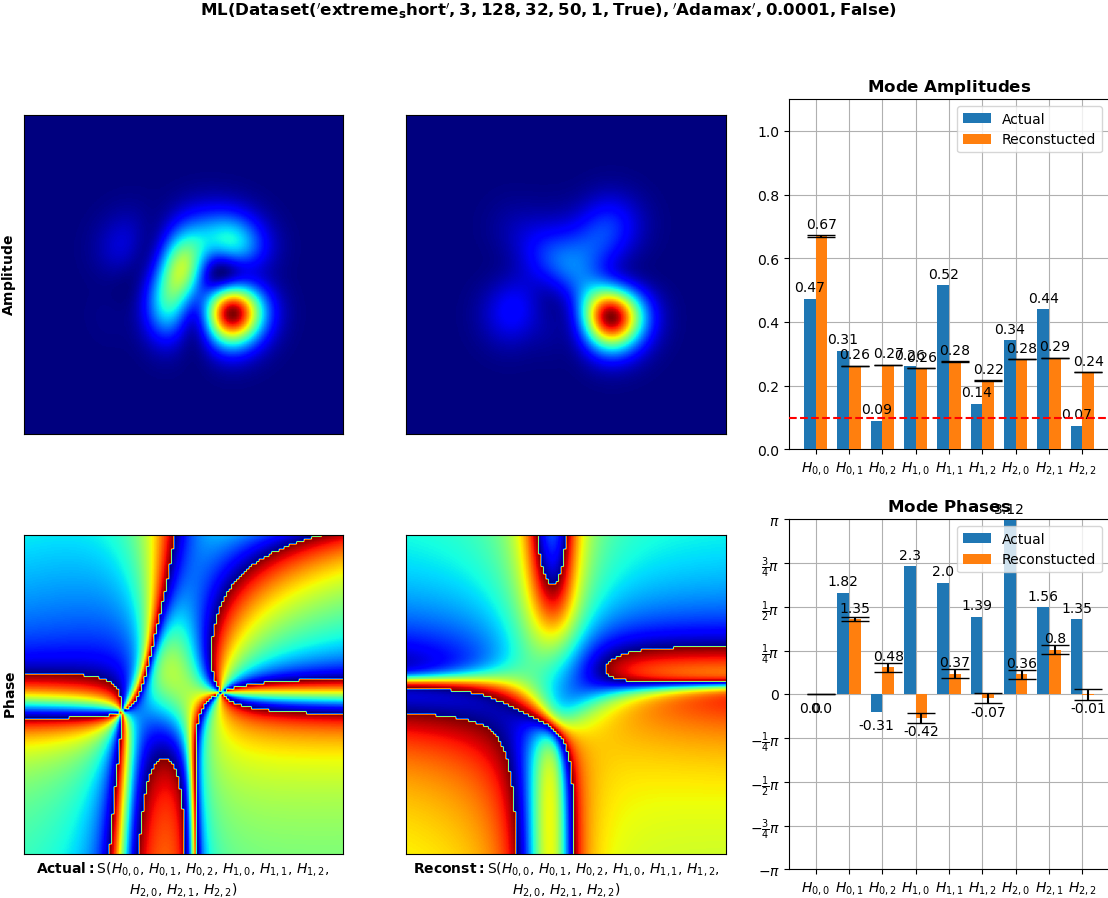 ML(Dataset('extreme_short', 3, 128, 32, 50, 1, True), 'Adamax', 0.0001, False)
Amplitude
Mode Amplitudes
Actual
Reconstucted
1.0
0.8
0.6
0.4
0.2
0.0
0.47
0.67
0.31
0.26
0.09
0.27
0.26
0.26
0.52
0.28
0.14
0.22
0.34
0.28
0.44
0.29
0.07
0.24
H0,0 H0,1 H0,2 H1,0 H1,1 H1,2 H2,0 H2,1 H2,2
Phase
Mode Phases
Actual
Reconstucted
π
3/4π
1/2π
1/4π
0
−1/4π
−1/2π
−3/4π
−π
0.0
0.0
1.82
1.35
-0.31
0.48
2.3
-0.42
2.0
0.37
1.39
-0.07
3.12
0.36
1.56
0.8
1.35
-0.01
H0,0 H0,1 H0,2 H1,0 H1,1 H1,2 H2,0 H2,1 H2,2
Actual: S(H0,0, H0,1, H0,2, H1,0, H1,1, H1,2,
H2,0, H2,1, H2,2)
Reconst: S(H0,0, H0,1, H0,2, H1,0, H1,1, H1,2,
H2,0, H2,1, H2,2)